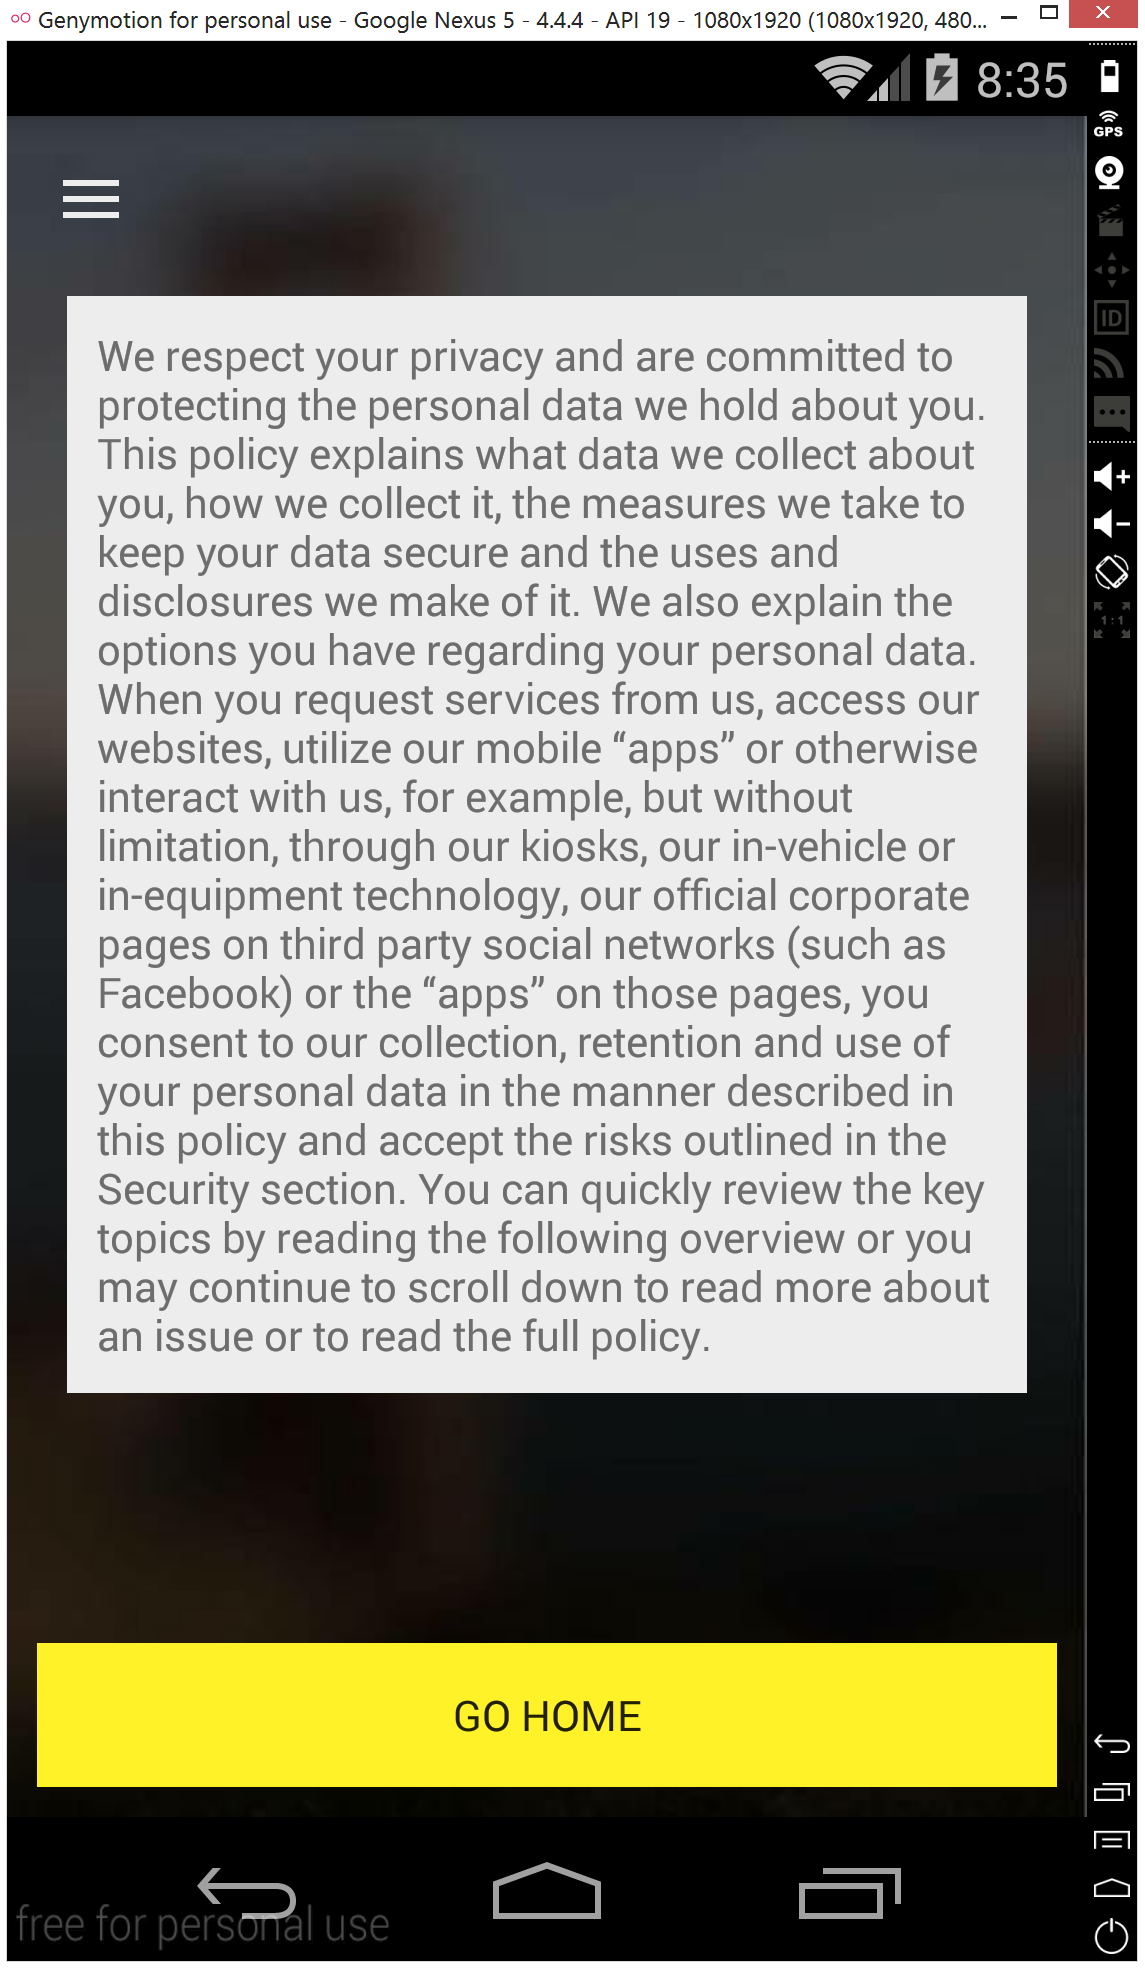 Genymotion for personal use - Google Nexus 5 - 4.4.4 - API 19 - 1080x1920 (1080x1920, 480...
8:35
GPS
ID
We respect your privacy and are committed to
protecting the personal data we hold about you.
This policy explains what data we collect about
you, how we collect it, the measures we take to
keep your data secure and the uses and
disclosures we make of it. We also explain the
options you have regarding your personal data.
When you request services from us, access our
websites, utilize our mobile “apps” or otherwise
interact with us, for example, but without
limitation, through our kiosks, our in-vehicle or
in-equipment technology, our official corporate
pages on third party social networks (such as
Facebook) or the “apps” on those pages, you
consent to our collection, retention and use of
your personal data in the manner described in
this policy and accept the risks outlined in the
Security section. You can quickly review the key
topics by reading the following overview or you
may continue to scroll down to read more about
an issue or to read the full policy.
1:1
GO HOME
free for personal use